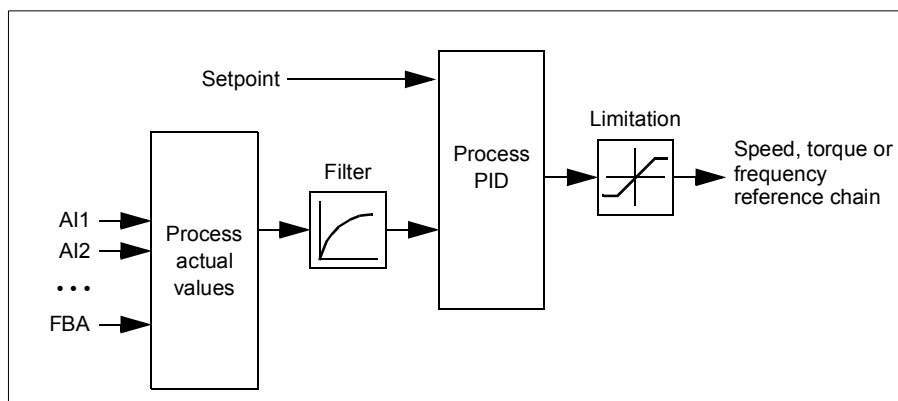 Setpoint
Limitation
Process
PID
Speed, torque or
frequency
reference chain
Filter
AI1
AI2
...
FBA
Process
actual
values